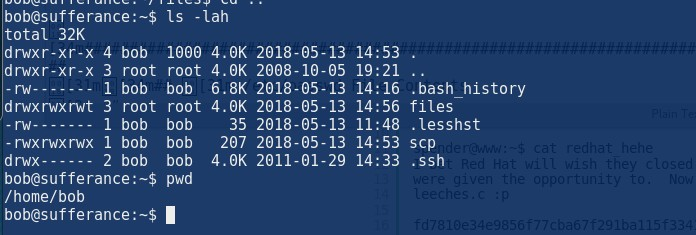 bob@sufferance:~/files$ cd ..
bob@sufferance:~$ ls -lah
total 32K
drwxr-xr-x 4 bob  1000 4.0K 2018-05-13 14:53 .
drwxr-xr-x 3 root root 4.0K 2008-10-05 19:21 ..
-rw------- 1 bob  bob  6.8K 2018-05-13 14:17 .bash_history
drwxrwxrwt 3 root root 4.0K 2018-05-13 14:56 files
-rw------- 1 bob  bob    35 2018-05-13 11:48 .lesshst
-rwxrwxrwx 1 bob  bob   207 2018-05-13 14:53 scp
drwx------ 2 bob  bob  4.0K 2011-01-29 14:33 .ssh
bob@sufferance:~$ pwd
/home/bob
bob@sufferance:~$
Plain Te
spender@www:~$ cat redhat hehe
Red Hat will wish they closed
were given the opportunity to.  Now
leeches.c :p
fd7810e34e9856f77cba67f291ba115f334